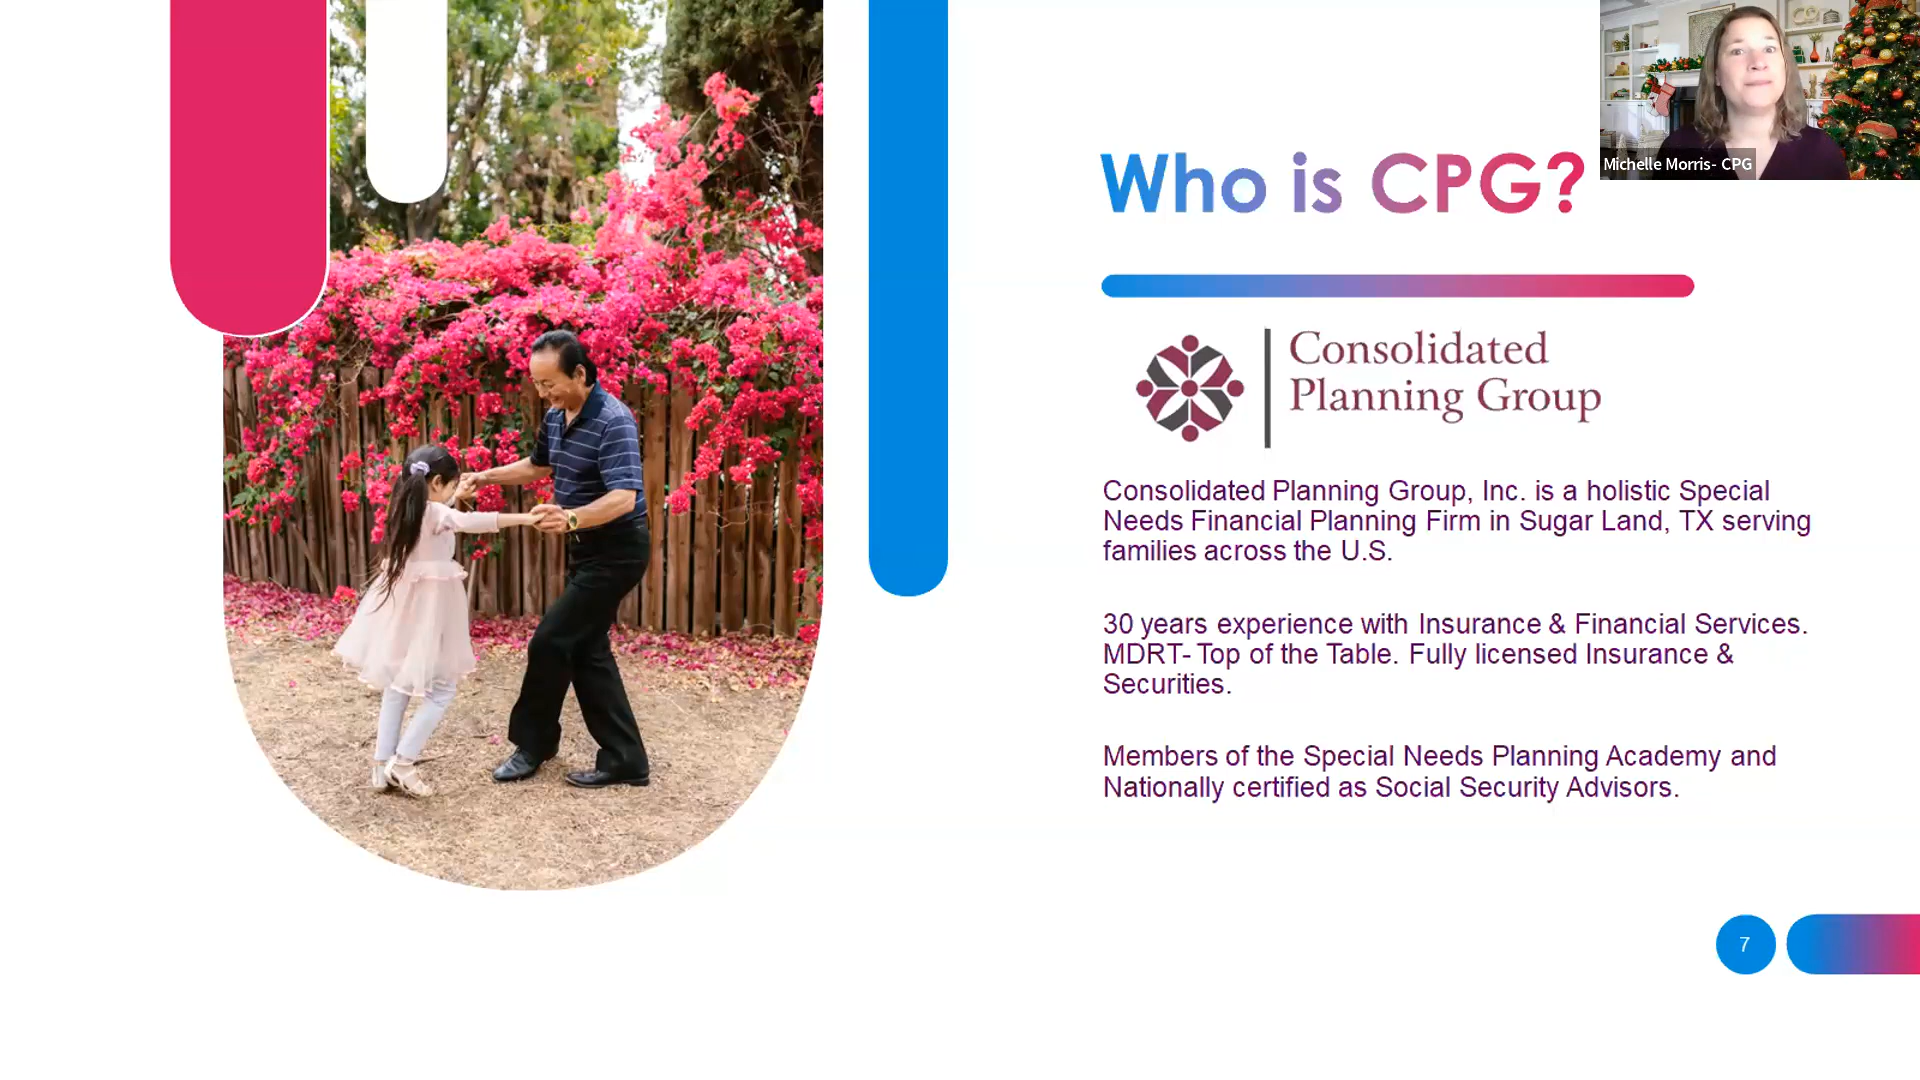 Michelle Morris- CPG
Who is CPG?
Consolidated
Planning Group
Consolidated Planning Group, Inc. is a holistic Special
Needs Financial Planning Firm in Sugar Land, TX serving
families across the U.S.
30 years experience with Insurance & Financial Services.
MDRT- Top of the Table. Fully licensed Insurance &
Securities.
Members of the Special Needs Planning Academy and
Nationally certified as Social Security Advisors.
7